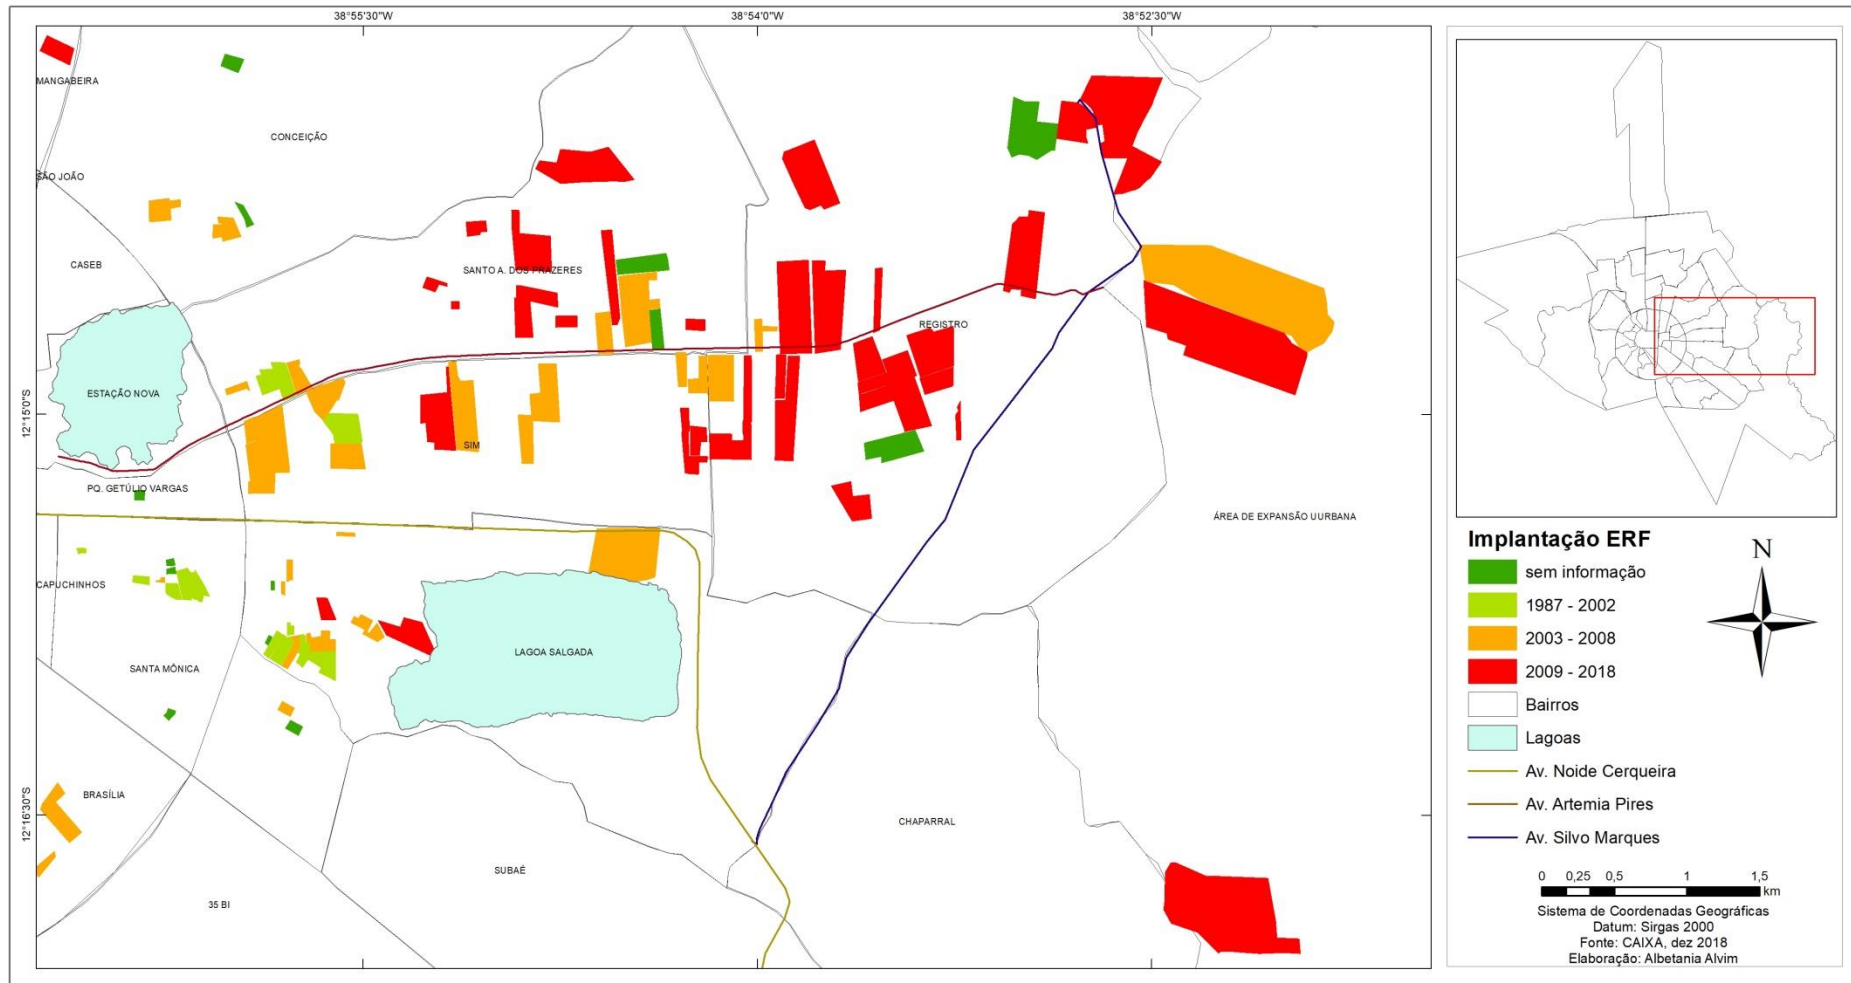 38°55'30"W
38°54'0"W
38°52'30"W
MANGABEIRA
CONCEIÇÃO
SÃO JOÃO
CASEB
SANTO A. DOS PRAZERES
12°15'0"S
ESTAÇÃO NOVA
REGISTRO
SIM
PQ. GETÚLIO VARGAS
ÁREA DE EXPANSÃO UURBANA
CAPUCHINHOS
SANTA MÔNICA
LAGOA SALGADA
12°16'30"S
BRASÍLIA
CHAPARRAL
SUBAÉ
35 BI
Implantação ERF
N
sem informação
1987 - 2002
2003 - 2008
2009 - 2018
Bairros
Lagoas
Av. Noide Cerqueira
Av. Artemia Pires
Av. Silvo Marques
0 0,25 0,5 1 1,5
km
Sistema de Coordenadas Geográficas
Datum: Sirgas 2000
Fonte: CAIXA, dez 2018
Elaboração: Albetania Alvim